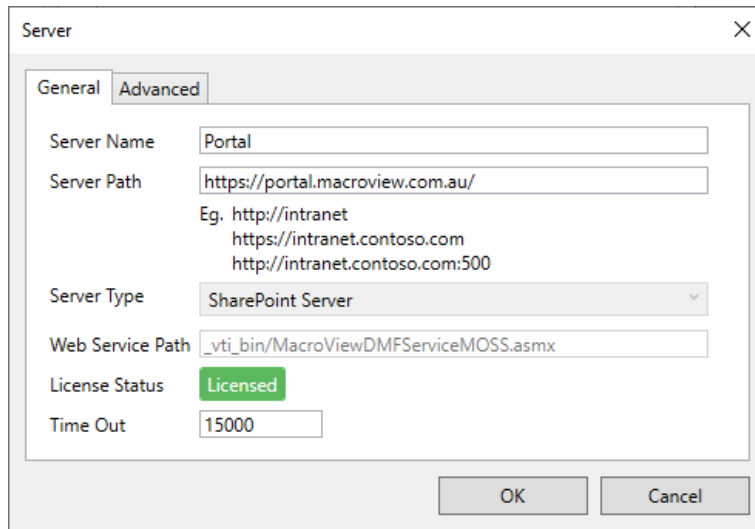 Server
General Advanced
Server Name Portal
Server Path https://portal.macroview.com.au/
Eg. http://intranet
https://intranet.contoso.com
http://intranet.contoso.com:500
Server Type SharePoint Server
Web Service Path _vti_bin/MacroViewDMFServiceMOSS.asmx
License Status Licensed
Time Out 15000
OK Cancel